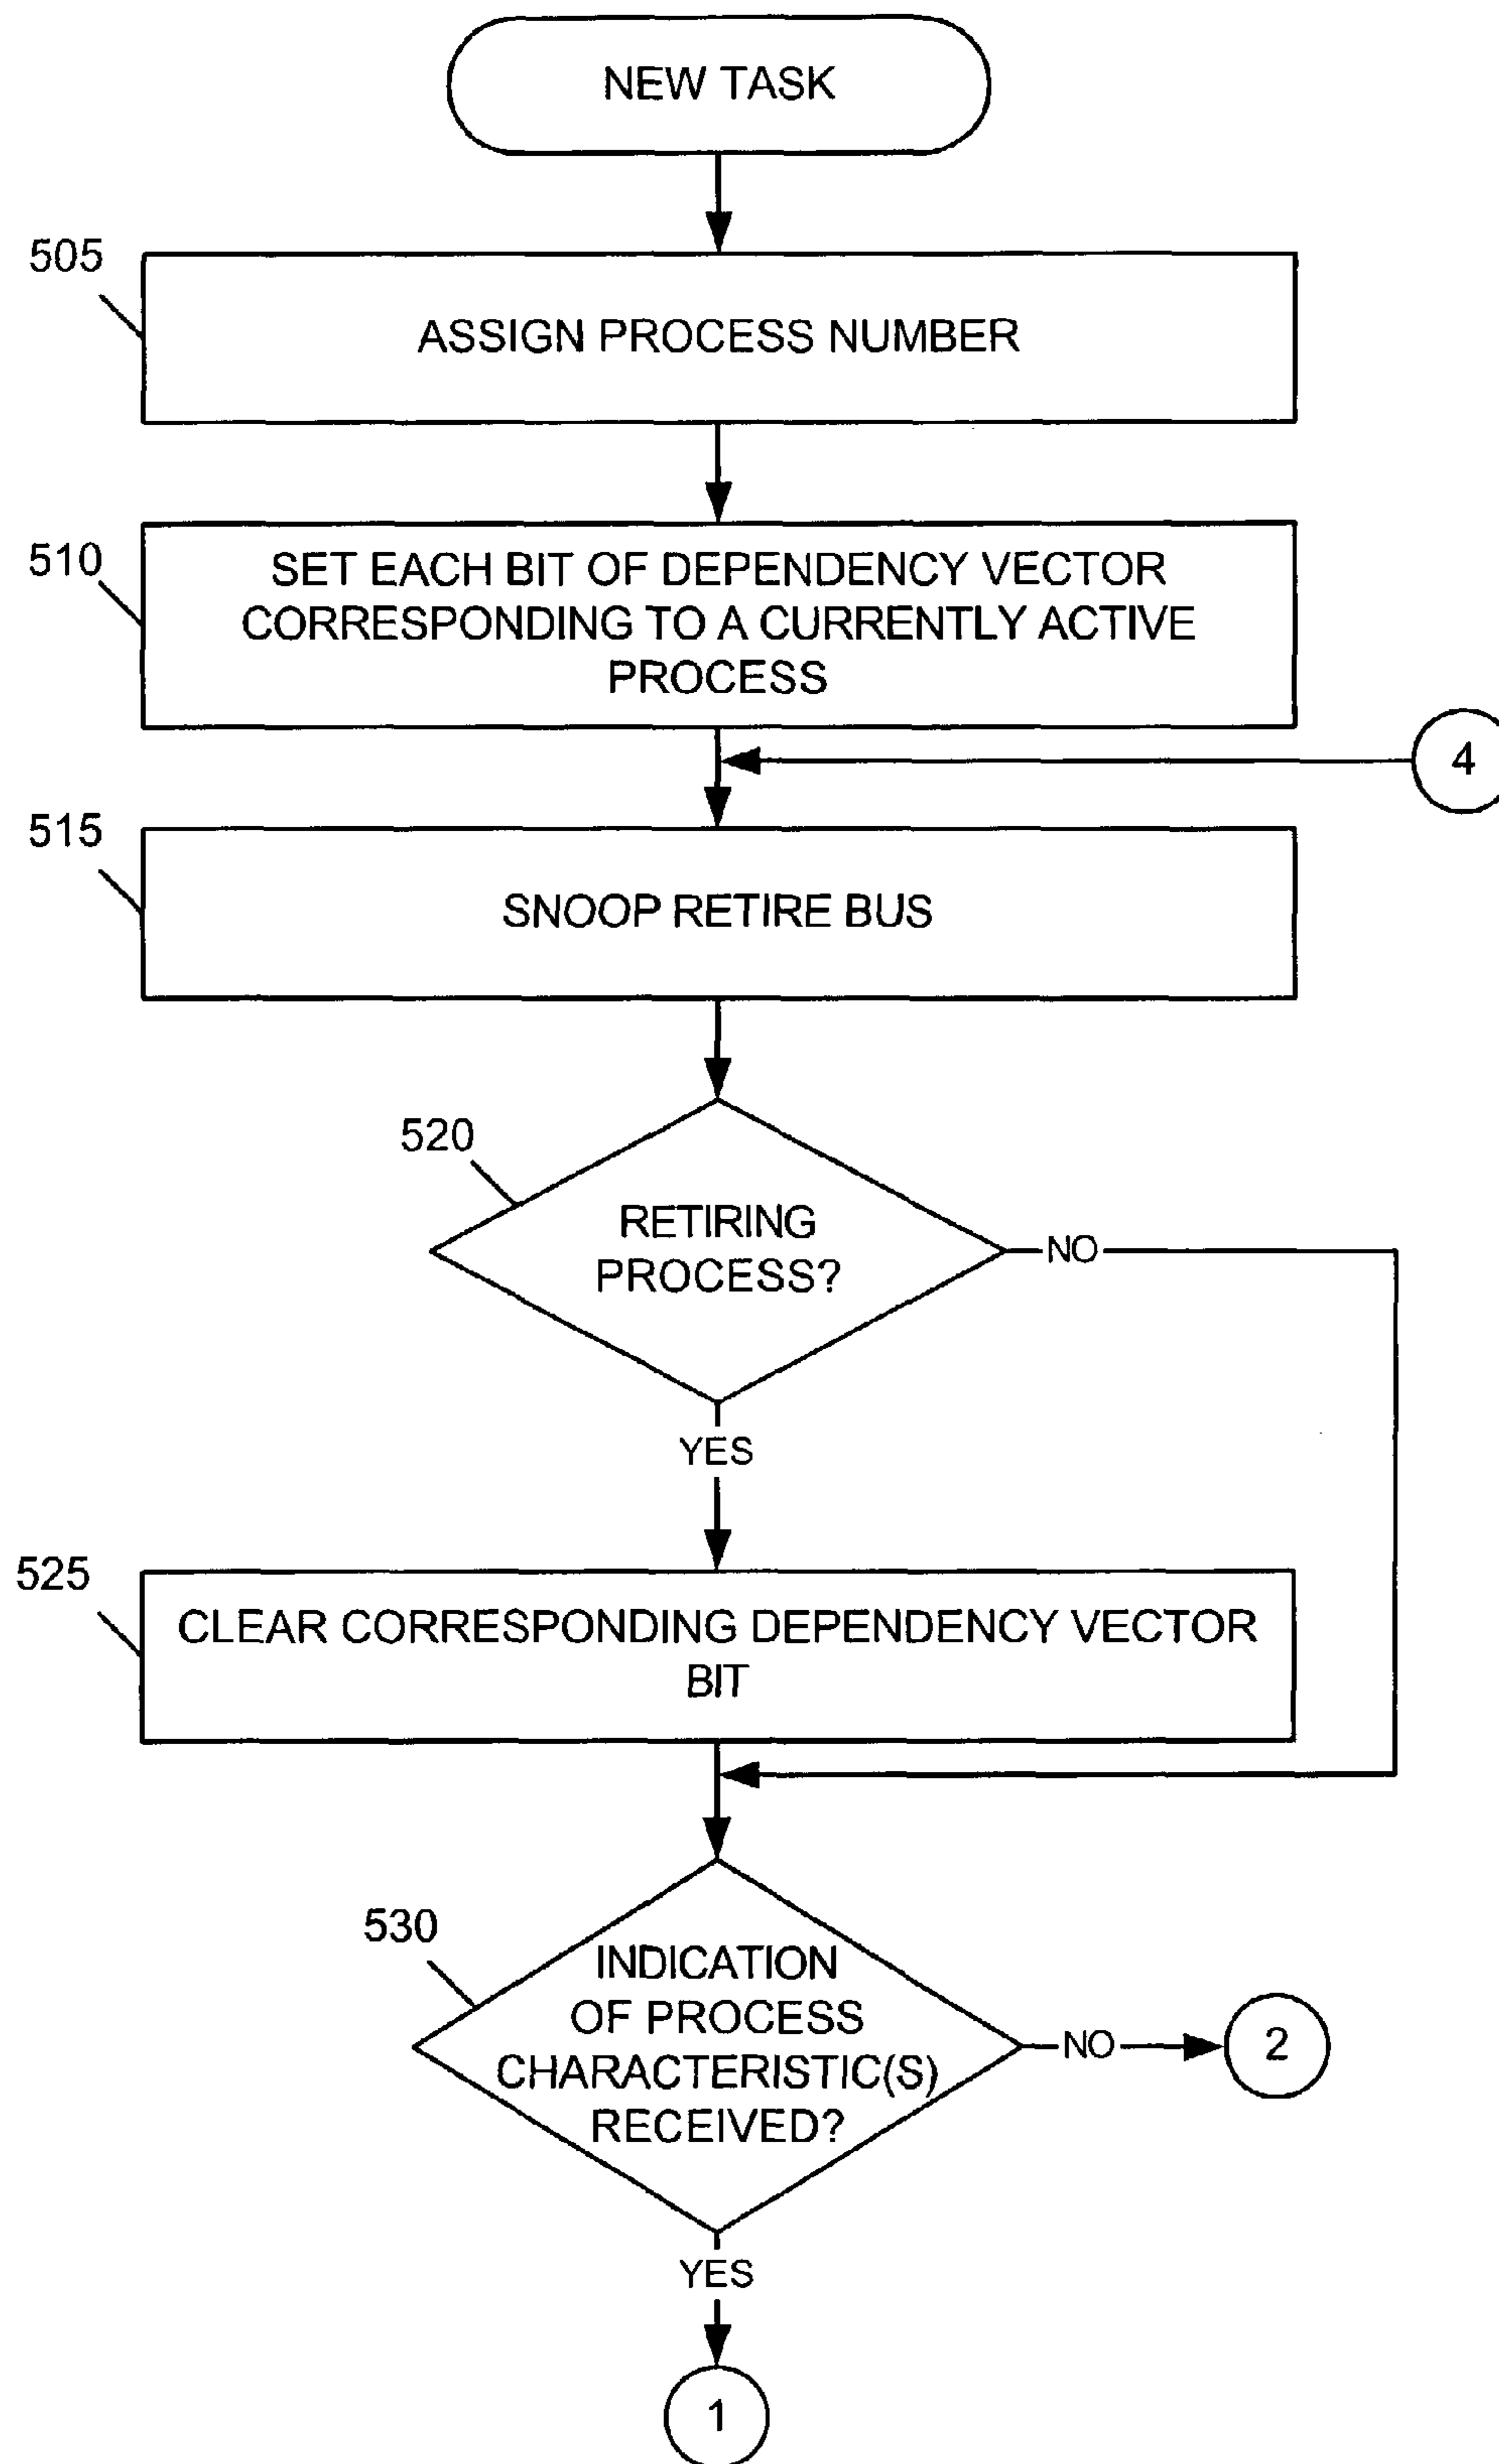 NEW TASK
505
ASSIGN PROCESS NUMBER
510
SET EACH BIT OF DEPENDENCY VECTOR
CORRESPONDING TO A CURRENTLY ACTIVE
PROCESS
4
515
SNOOP RETIRE BUS
520
RETIRING
PROCESS?
NO
YES
525
CLEAR CORRESPONDING DEPENDENCY VECTOR
BIT
530
INDICATION
OF PROCESS
CHARACTERISTIC(S)
RECEIVED?
NO
2
YES
1